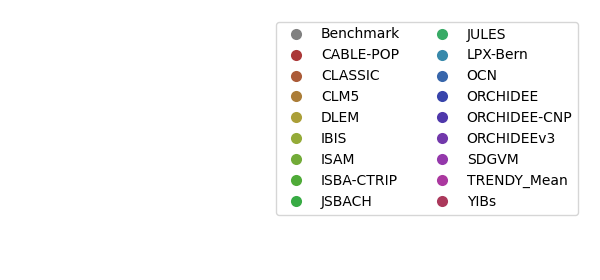 Benchmark
CABLE-POP
CLASSIC
CLM5
DLEM
IBIS
ISAM
ISBA-CTRIP
JSBACH
JULES
LPX-Bern
OCN
ORCHIDEE
ORCHIDEE-CNP
ORCHIDEEv3
SDGVM
TRENDY_Mean
YIBs